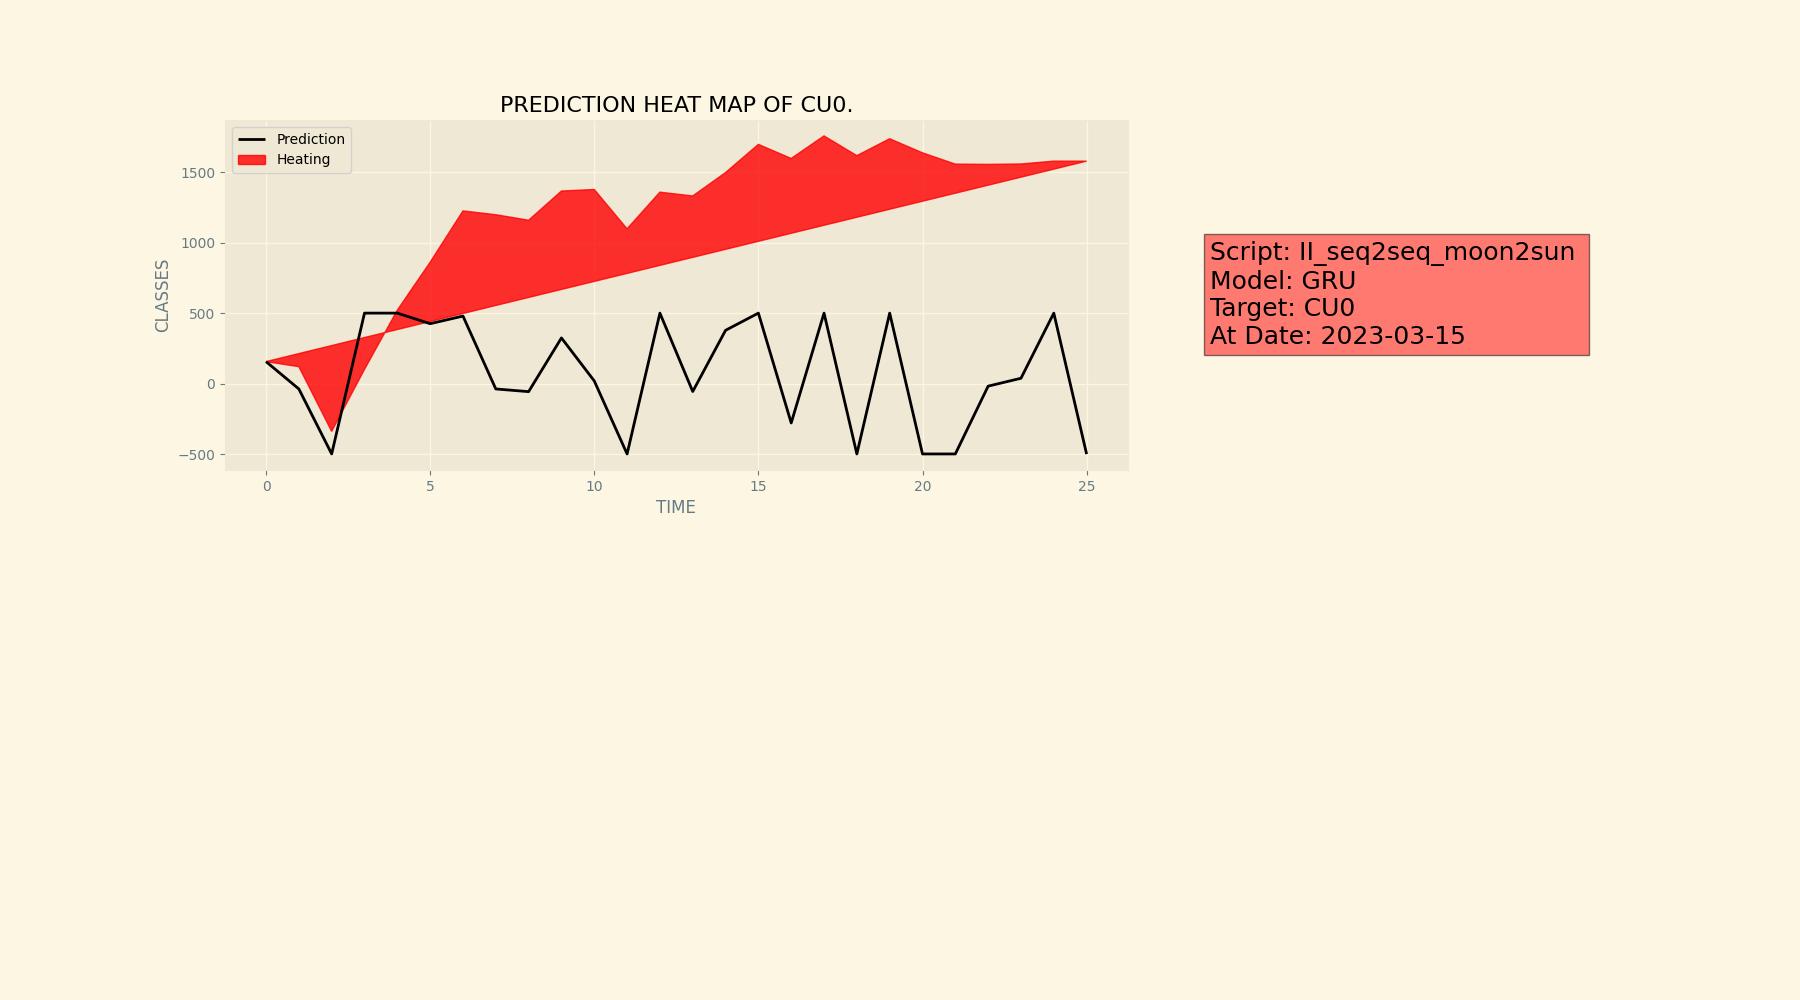 PREDICTION HEAT MAP OF CU0.
Prediction
Heating
CLASSES
1500
1000
500
0
−500
0 5 10 15 20 25
TIME
Script: II_seq2seq_moon2sun
Model: GRU
Target: CU0
At Date: 2023-03-15